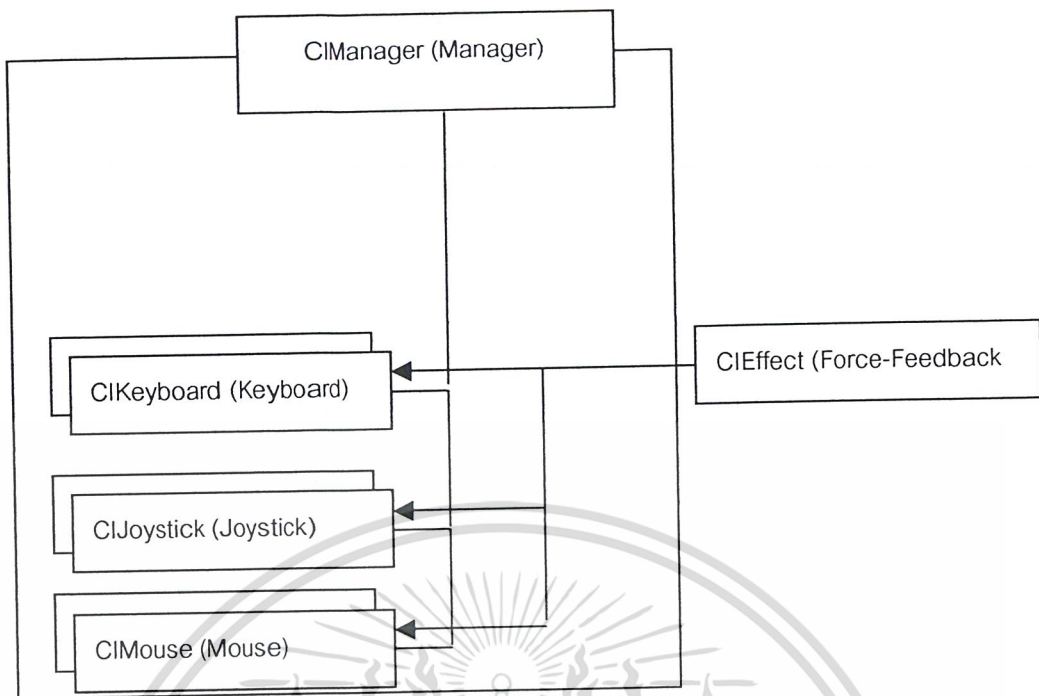 CIManager (Manager)
CIKeyboard (Keyboard)
CIEffect (Force-Feedback
CIJoystick (Joystick)
CIMouse (Mouse)